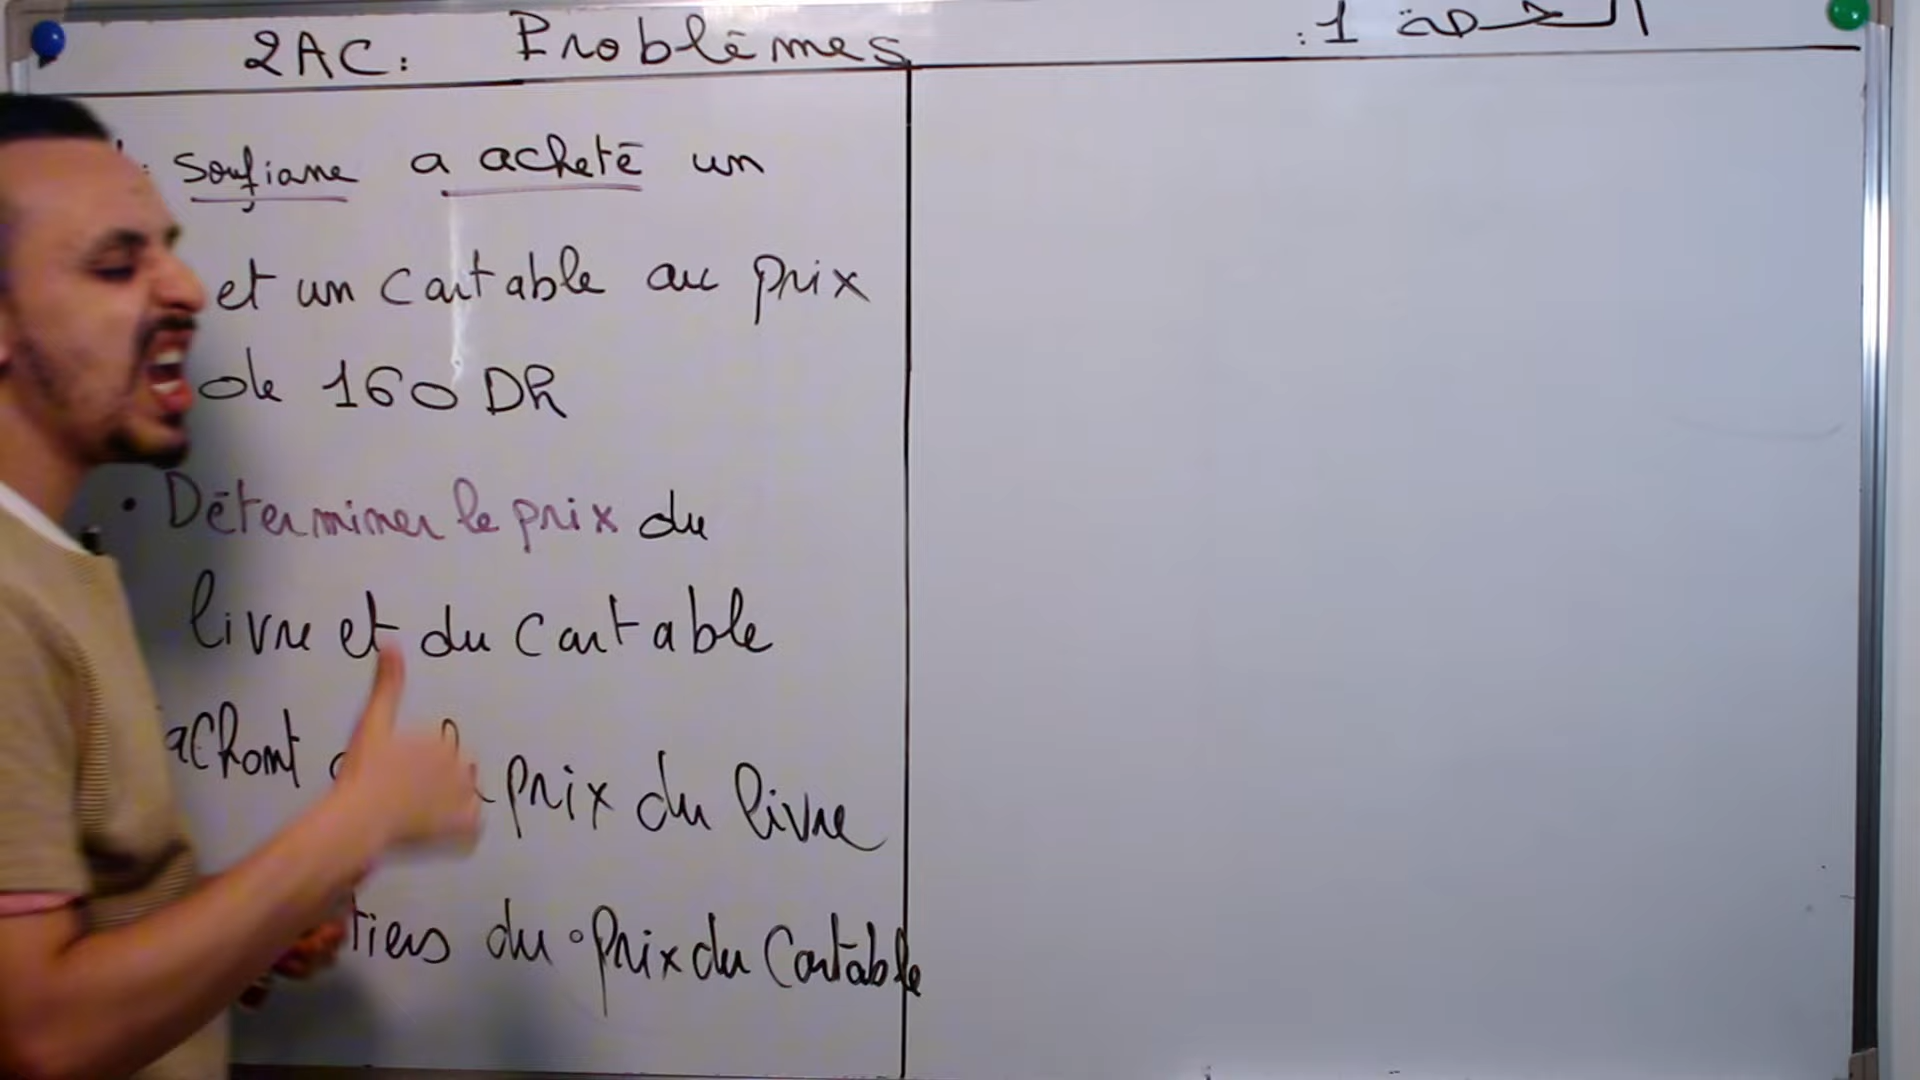 2AC: Problèmes
الحصة 1:
Soufiane a acheté un
et un cartable au prix
de 160 DH
• Déterminer le prix du
livre et du cartable
achant prix du livre
tiers du prix du Cartable